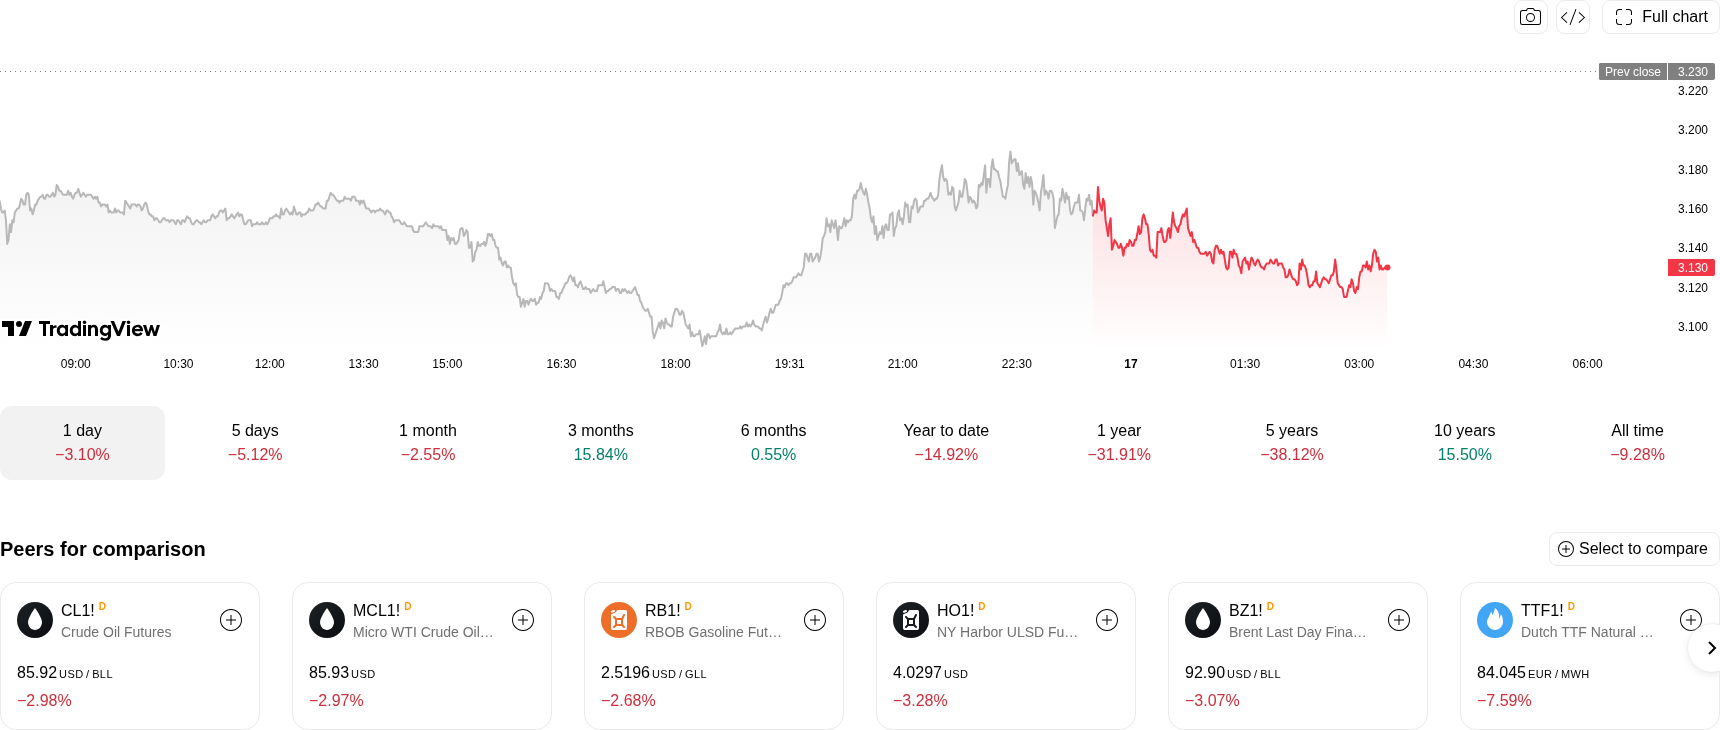 Full chart
Prev close 3.230
3.220
3.200
3.180
3.160
3.140
3.130
3.120
3.100
TradingView
09:00 10:30 12:00 13:30 15:00 16:30 18:00 19:31 21:00 22:30 17 01:30 03:00 04:30 06:00
1 day 5 days 1 month 3 months 6 months Year to date 1 year 5 years 10 years All time
−3.10% −5.12% −2.55% 15.84% 0.55% −14.92% −31.91% −38.12% 15.50% −9.28%
Peers for comparison
Select to compare
CL1! D
Crude Oil Futures
85.92 USD / BLL
−2.98%
MCL1! D
Micro WTI Crude Oil…
85.93 USD
−2.97%
RB1! D
RBOB Gasoline Fut…
2.5196 USD / GLL
−2.68%
HO1! D
NY Harbor ULSD Fu…
4.0297 USD
−3.28%
BZ1! D
Brent Last Day Fina…
92.90 USD / BLL
−3.07%
TTF1! D
Dutch TTF Natural …
84.045 EUR / MWH
−7.59%